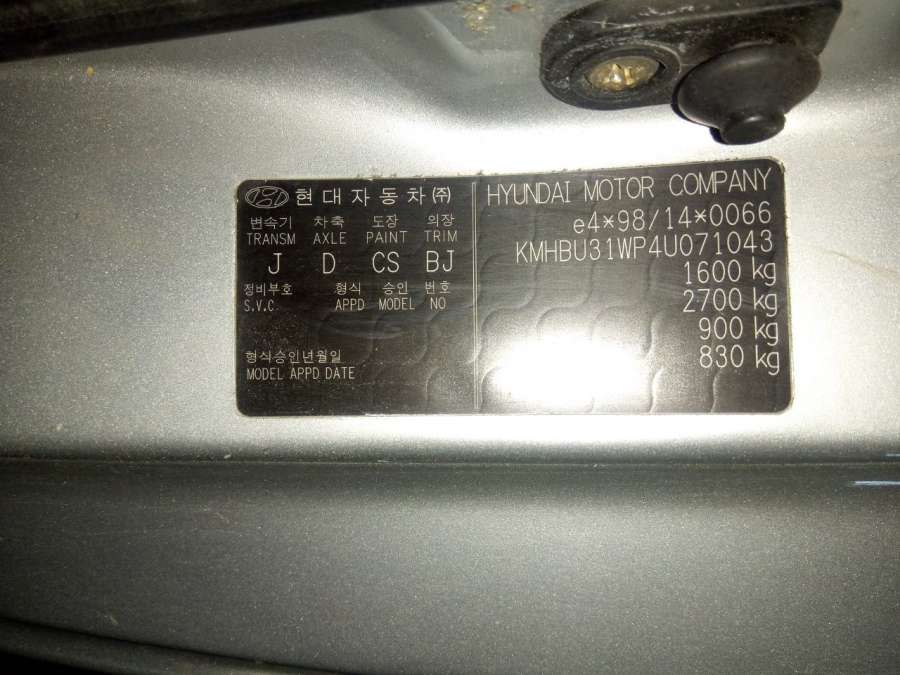 현대자동차(주)
변속기 차축 도장 의장
TRANSM AXLE PAINT TRIM
J D CS BJ
정비부호 형식 승인 번호
S.V.C APPD MODEL NO
형식승인년월일
MODEL APPD DATE
HYUNDAI MOTOR COMPANY
e4*98/14*0066
KMHBU31WP4U071043
1600 kg
2700 kg
900 kg
830 kg